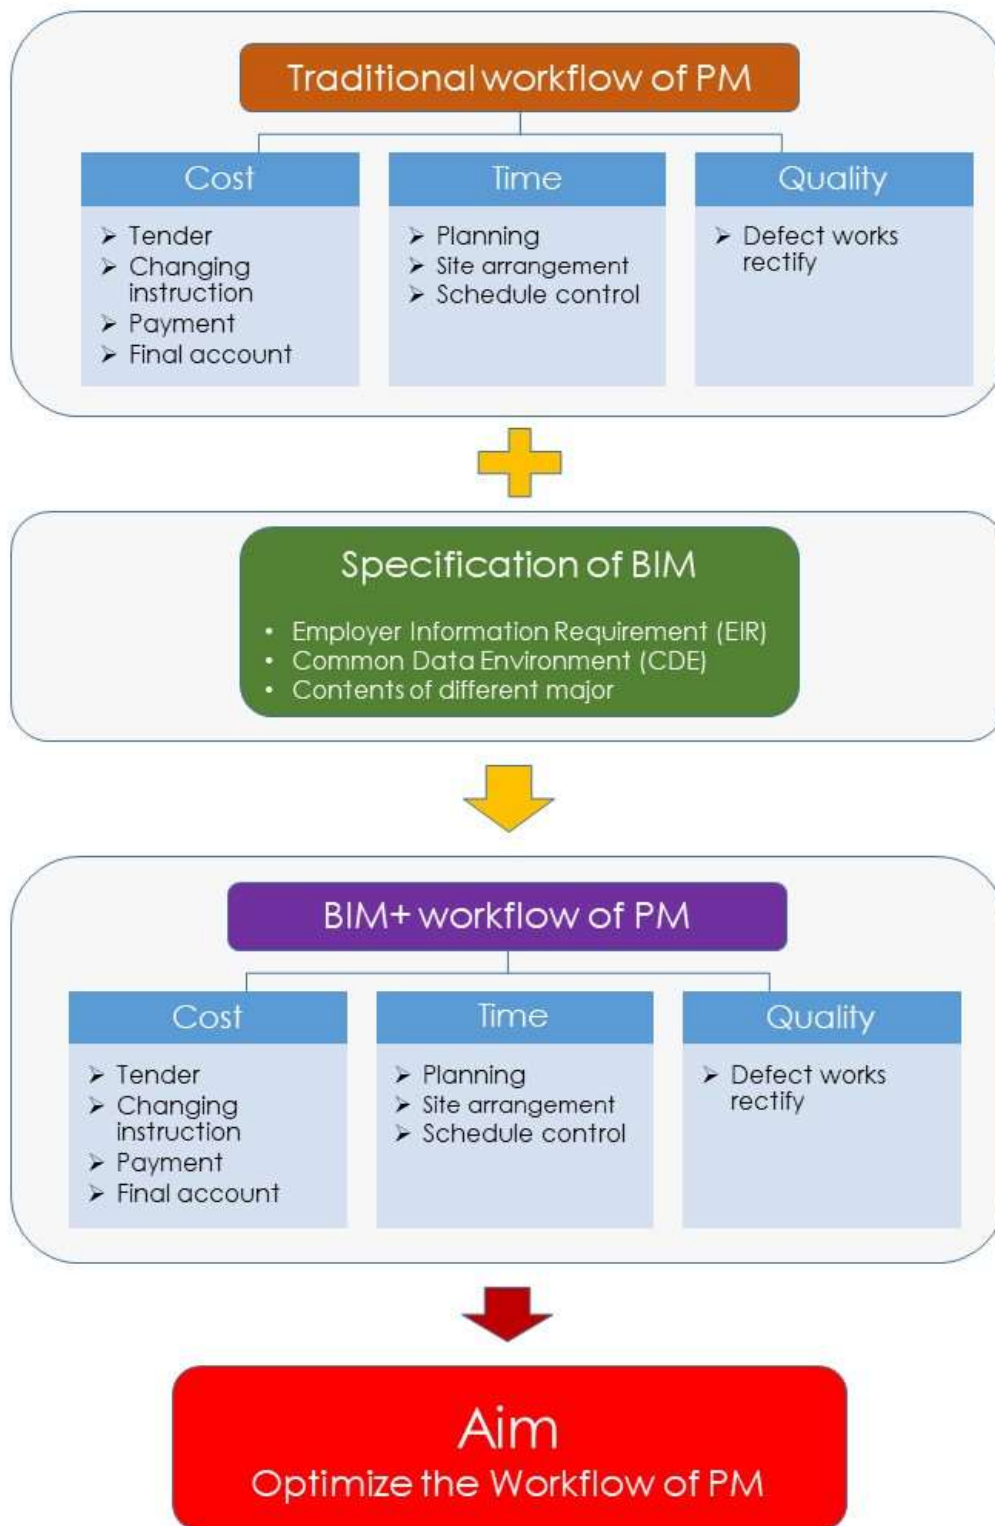 Traditional workflow of PM
Cost
➢ Tender
➢ Changing
instruction
➢ Payment
➢ Final account
Time
➢ Planning
➢ Site arrangement
➢ Schedule control
Quality
➢ Defect works
rectify
Specification of BIM
• Employer Information Requirement (EIR)
• Common Data Environment (CDE)
• Contents of different major
BIM+ workflow of PM
Cost
➢ Tender
➢ Changing
instruction
➢ Payment
➢ Final account
Time
➢ Planning
➢ Site arrangement
➢ Schedule control
Quality
➢ Defect works
rectify
Aim
Optimize the Workflow of PM